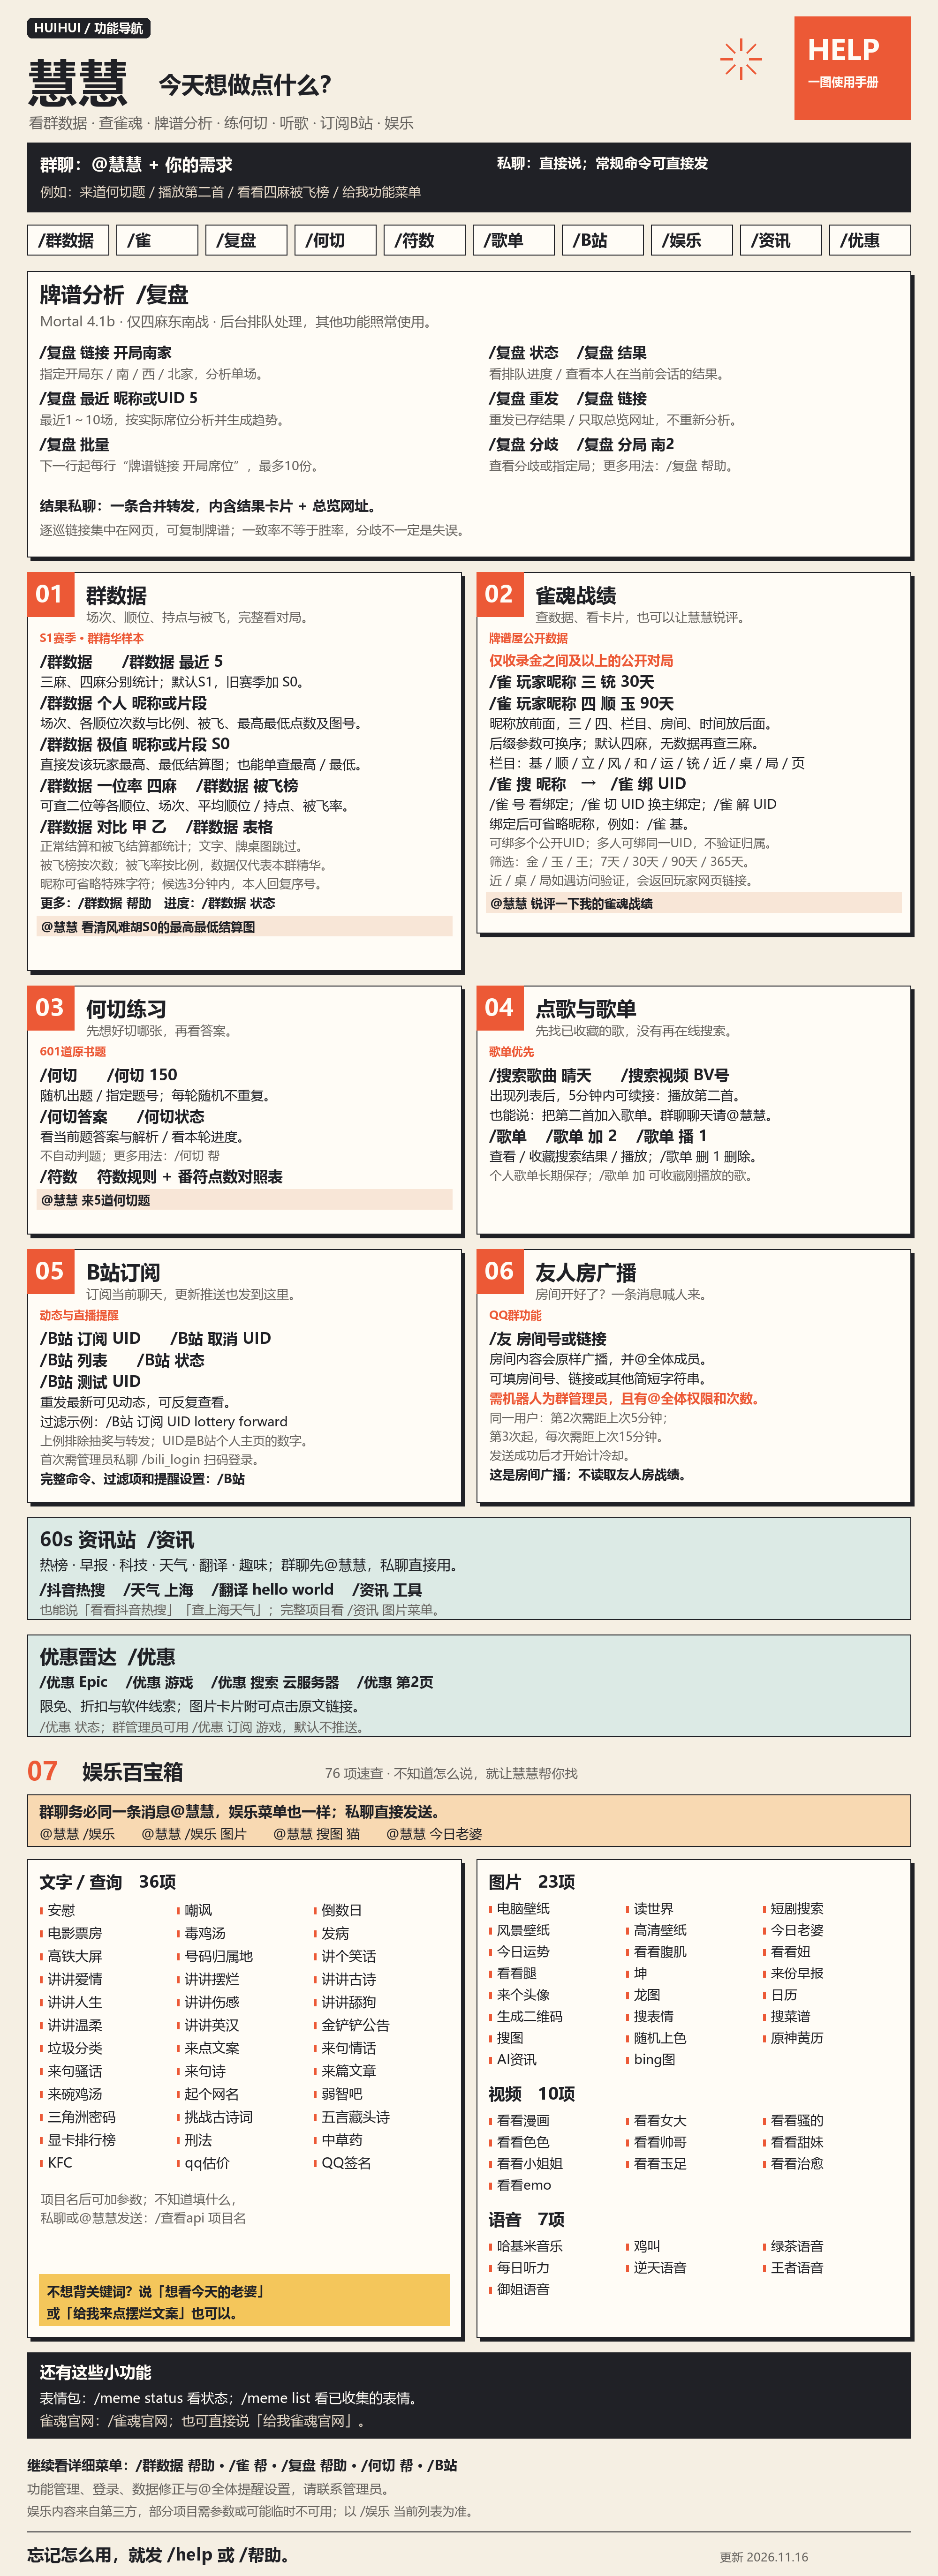 HUIHUI / 功能导航
慧慧 今天想做点什么？
看群数据 · 查雀魂 · 牌谱分析 · 练何切 · 听歌 · 订阅B站 · 娱乐
HELP
一图使用手册
群聊：@慧慧 + 你的需求
私聊：直接说；常规命令可直接发
例如：来道何切题 / 播放第二首 / 看看四麻被飞榜 / 给我功能菜单
/群数据 /雀 /复盘 /何切 /符数 /歌单 /B站 /娱乐 /资讯 /优惠
牌谱分析 /复盘
Mortal 4.1b · 仅四麻东南战 · 后台排队处理，其他功能照常使用。
/复盘 链接 开局南家
指定开局东 / 南 / 西 / 北家，分析单场。
/复盘 最近 昵称或UID 5
最近1～10场，按实际席位分析并生成趋势。
/复盘 批量
下一行起每行“牌谱链接 开局席位”，最多10份。
/复盘 状态 /复盘 结果
看排队进度 / 查看本人在当前会话的结果。
/复盘 重发 /复盘 链接
重发已存结果 / 只取总览网址，不重新分析。
/复盘 分歧 /复盘 分局 南2
查看分歧或指定局；更多用法：/复盘 帮助。
结果私聊：一条合并转发，内含结果卡片 + 总览网址。
逐巡链接集中在网页，可复制牌谱；一致率不等于胜率，分歧不一定是失误。
01 群数据
场次、顺位、持点与被飞，完整看对局。
S1赛季 · 群精华样本
/群数据 /群数据 最近 5
三麻、四麻分别统计；默认S1，旧赛季加 S0。
/群数据 个人 昵称或片段
场次、各顺位次数与比例、被飞、最高最低点数及图号。
/群数据 极值 昵称或片段 S0
直接发该玩家最高、最低结算图；也能单查最高 / 最低。
/群数据 一位率 四麻 /群数据 被飞榜
可查二位等各顺位、场次、平均顺位 / 持点、被飞率。
/群数据 对比 甲 乙 /群数据 表格
正常结算和被飞结算都统计；文字、牌桌图跳过。
被飞榜按次数；被飞率按比例，数据仅代表本群精华。
昵称可省略特殊字符；候选3分钟内，本人回复序号。
更多：/群数据 帮助 进度：/群数据 状态
@慧慧 看清风难胡S0的最高最低结算图
02 雀魂战绩
查数据、看卡片，也可以让慧慧锐评。
牌谱屋公开数据
仅收录金之间及以上的公开对局
/雀 玩家昵称 三 铳 30天
/雀 玩家昵称 四 顺 玉 90天
昵称放前面，三 / 四、栏目、房间、时间放后面。
后缀参数可换序；默认四麻，无数据再查三麻。
栏目：基 / 顺 / 立 / 风 / 和 / 运 / 铳 / 近 / 桌 / 局 / 页
/雀 搜 昵称 → /雀 绑 UID
/雀 号 看绑定；/雀 切 UID 换主绑定；/雀 解 UID
绑定后可省略昵称，例如：/雀 基。
可绑多个公开UID；多人可绑同一UID，不验证归属。
筛选：金 / 玉 / 王；7天 / 30天 / 90天 / 365天。
近 / 桌 / 局如遇访问验证，会返回玩家网页链接。
@慧慧 锐评一下我的雀魂战绩
03 何切练习
先想好切哪张，再看答案。
601道原书题
/何切 /何切 150
随机出题 / 指定题号；每轮随机不重复。
/何切答案 /何切状态
看当前题答案与解析 / 看本轮进度。
不自动判题；更多用法：/何切 帮
/符数 符数规则 + 番符点数对照表
@慧慧 来5道何切题
04 点歌与歌单
先找已收藏的歌，没有再在线搜索。
歌单优先
/搜索歌曲 晴天 /搜索视频 BV号
出现列表后，5分钟内可续接：播放第二首。
也能说：把第二首加入歌单。群聊聊天请@慧慧。
/歌单 /歌单 加 2 /歌单 播 1
查看 / 收藏搜索结果 / 播放；/歌单 删 1 删除。
个人歌单长期保存；/歌单 加 可收藏刚播放的歌。
05 B站订阅
订阅当前聊天，更新推送也发到这里。
动态与直播提醒
/B站 订阅 UID /B站 取消 UID
/B站 列表 /B站 状态
/B站 测试 UID
重发最新可见动态，可反复查看。
过滤示例：/B站 订阅 UID lottery forward
上例排除抽奖与转发；UID是B站个人主页的数字。
首次需管理员私聊 /bili_login 扫码登录。
完整命令、过滤项和提醒设置：/B站
06 友人房广播
房间开好了？一条消息喊人来。
QQ群功能
/友 房间号或链接
房间内容会原样广播，并@全体成员。
可填房间号、链接或其他简短字符串。
需机器人为群管理员，且有@全体权限和次数。
同一用户：第2次需距上次5分钟；
第3次起，每次需距上次15分钟。
发送成功后才开始计冷却。
这是房间广播；不读取友人房战绩。
60s 资讯站 /资讯
热榜 · 早报 · 科技 · 天气 · 翻译 · 趣味；群聊先@慧慧，私聊直接用。
/抖音热搜 /天气 上海 /翻译 hello world /资讯 工具
也能说「看看抖音热搜」「查上海天气」；完整项目看 /资讯 图片菜单。
优惠雷达 /优惠
/优惠 Epic /优惠 游戏 /优惠 搜索 云服务器 /优惠 第2页
限免、折扣与软件线索；图片卡片附可点击原文链接。
/优惠 状态；群管理员可用 /优惠 订阅 游戏，默认不推送。
07 娱乐百宝箱 76 项速查 · 不知道怎么说，就让慧慧帮你找
群聊务必同一条消息@慧慧，娱乐菜单也一样；私聊直接发送。
@慧慧 /娱乐 @慧慧 /娱乐 图片 @慧慧 搜图 猫 @慧慧 今日老婆
文字 / 查询 36项
安慰 嘲讽 倒数日
电影票房 毒鸡汤 发病
高铁大屏 号码归属地 讲个笑话
讲讲爱情 讲讲摆烂 讲讲古诗
讲讲人生 讲讲伤感 讲讲舔狗
讲讲温柔 讲讲英汉 金铲铲公告
垃圾分类 来点文案 来句情话
来句骚话 来句诗 来篇文章
来碗鸡汤 起个网名 弱智吧
三角洲密码 挑战古诗词 五言藏头诗
显卡排行榜 刑法 中草药
KFC qq估价 QQ签名
项目名后可加参数；不知道填什么，
私聊或@慧慧发送：/查看api 项目名
不想背关键词？说「想看今天的老婆」
或「给我来点摆烂文案」也可以。
图片 23项
电脑壁纸 读世界 短剧搜索
风景壁纸 高清壁纸 今日老婆
今日运势 看看腹肌 看看妞
看看腿 坤 来份早报
来个头像 龙图 日历
生成二维码 搜表情 搜菜谱
搜图 随机上色 原神黄历
AI资讯 bing图
视频 10项
看看漫画 看看女大 看看骚的
看看色色 看看帅哥 看看甜妹
看看小姐姐 看看玉足 看看治愈
看看emo
语音 7项
哈基米音乐 鸡叫 绿茶语音
每日听力 逆天语音 王者语音
御姐语音
还有这些小功能
表情包：/meme status 看状态；/meme list 看已收集的表情。
雀魂官网：/雀魂官网；也可直接说「给我雀魂官网」。
继续看详细菜单：/群数据 帮助 · /雀 帮 · /复盘 帮助 · /何切 帮 · /B站
功能管理、登录、数据修正与@全体提醒设置，请联系管理员。
娱乐内容来自第三方，部分项目需参数或可能临时不可用；以 /娱乐 当前列表为准。
忘记怎么用，就发 /help 或 /帮助。
更新 2026.11.16